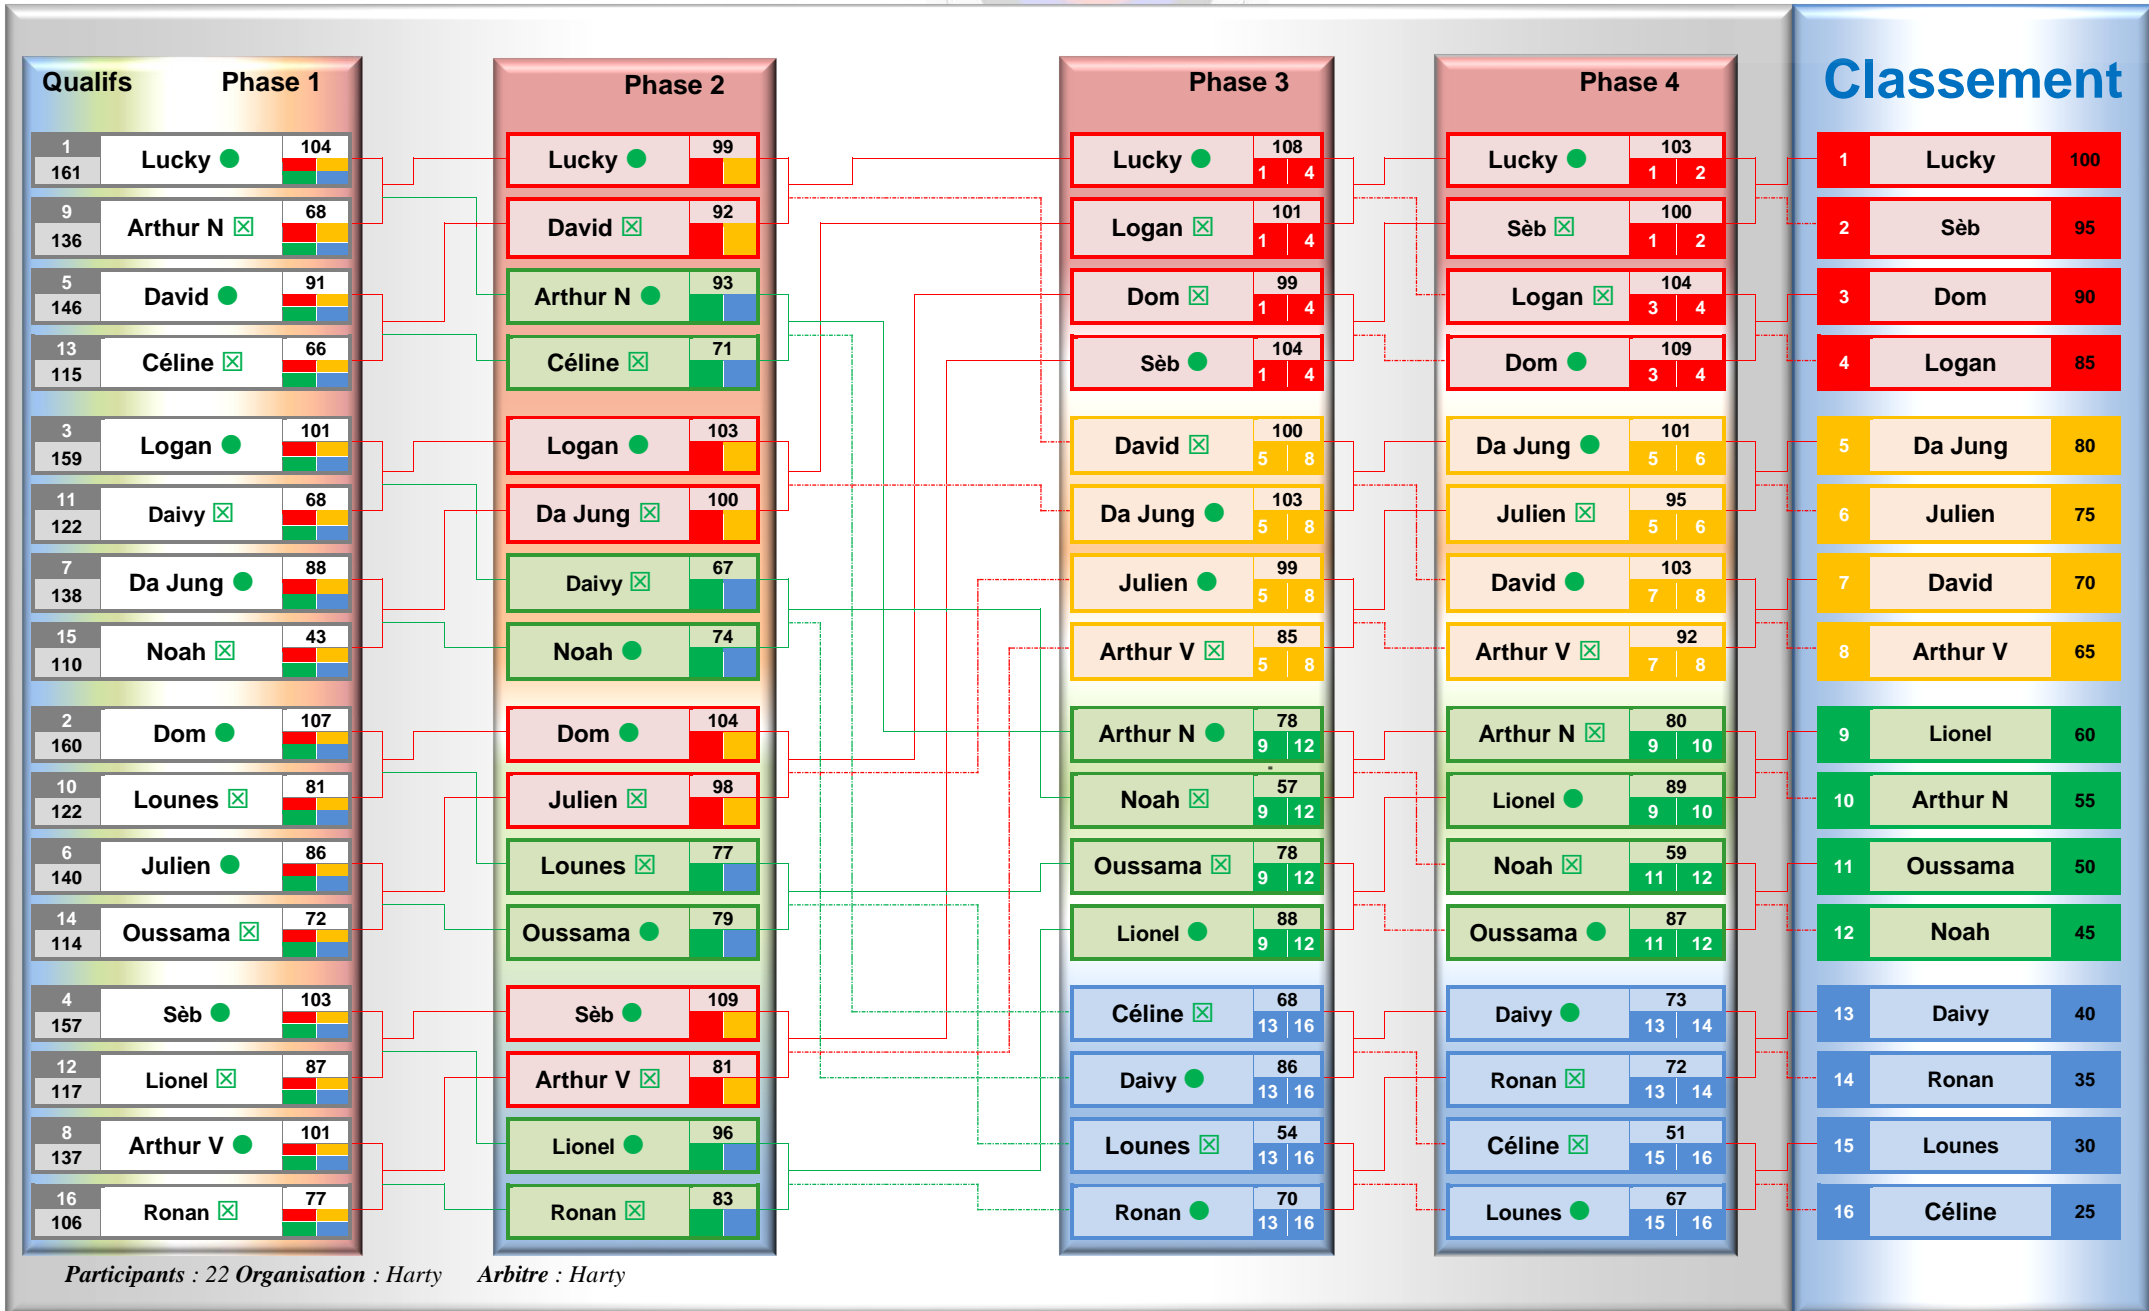 Qualifs Phase 1
1 161 Lucky 104
9 136 Arthur N 68
5 146 David 91
13 115 Céline 66
3 159 Logan 101
11 122 Daivy 68
7 138 Da Jung 88
15 110 Noah 43
2 160 Dom 107
10 122 Lounes 81
6 140 Julien 86
14 114 Oussama 72
4 157 Sèb 103
12 117 Lionel 87
8 137 Arthur V 101
16 106 Ronan 77
Phase 2
Lucky 99
David 92
Arthur N 93
Céline 71
Logan 103
Da Jung 100
Daivy 67
Noah 74
Dom 104
Julien 98
Lounes 77
Oussama 79
Sèb 109
Arthur V 81
Lionel 96
Ronan 83
Phase 3
Lucky 108 1 4
Logan 101 1 4
Dom 99 1 4
Sèb 104 1 4
David 100 5 8
Da Jung 103 5 8
Julien 99 5 8
Arthur V 85 5 8
Arthur N 78 9 12
Noah 57 9 12
Oussama 78 9 12
Lionel 88 9 12
Céline 68 13 16
Daivy 86 13 16
Lounes 54 13 16
Ronan 70 13 16
Phase 4
Lucky 103 1 2
Sèb 100 1 2
Logan 104 3 4
Dom 109 3 4
Da Jung 101 5 6
Julien 95 5 6
David 103 7 8
Arthur V 92 7 8
Arthur N 80 9 10
Lionel 89 9 10
Noah 59 11 12
Oussama 87 11 12
Daivy 73 13 14
Ronan 72 13 14
Céline 51 15 16
Lounes 67 15 16
Classement
1 Lucky 100
2 Sèb 95
3 Dom 90
4 Logan 85
5 Da Jung 80
6 Julien 75
7 David 70
8 Arthur V 65
9 Lionel 60
10 Arthur N 55
11 Oussama 50
12 Noah 45
13 Daivy 40
14 Ronan 35
15 Lounes 30
16 Céline 25
Participants : 22 Organisation : Harty Arbitre : Harty